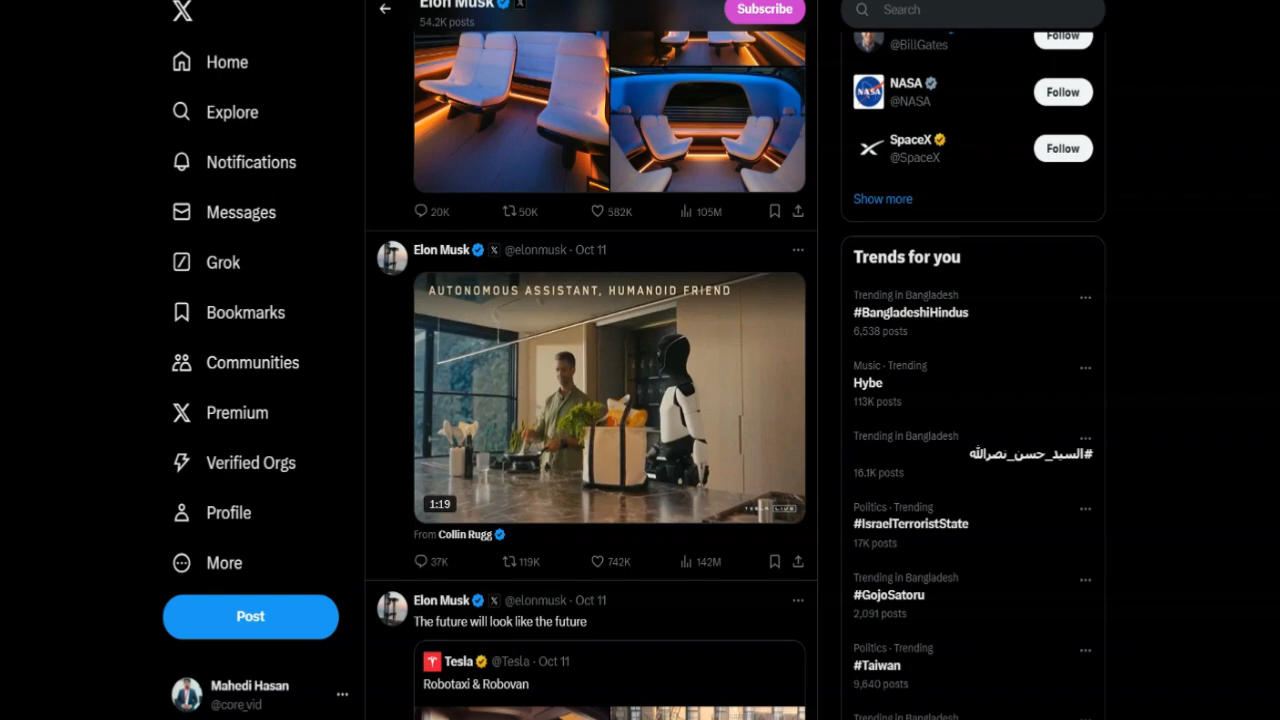 Home
Explore
Notifications
Messages
Grok
Bookmarks
Communities
Premium
Verified Orgs
Profile
More
Post
Mahedi Hasan
@core_vid
Elon Musk
54.2K posts
Subscribe
20K 50K 582K 105M
Elon Musk @elonmusk · Oct 11
AUTONOMOUS ASSISTANT, HUMANOID FRIEND
1:19
TESLA LIVE
From Collin Rugg
37K 119K 742K 142M
Elon Musk @elonmusk · Oct 11
The future will look like the future
Tesla @Tesla · Oct 11
Robotaxi & Robovan
Search
@BillGates
Follow
NASA
@NASA
Follow
SpaceX
@SpaceX
Follow
Show more
Trends for you
Trending in Bangladesh
#BangladeshiHindus
6,538 posts
Music · Trending
Hybe
113K posts
Trending in Bangladesh
#السيد_حسن_نصرالله
16.1K posts
Politics · Trending
#IsraelTerroristState
17K posts
Trending in Bangladesh
#GojoSatoru
2,091 posts
Politics · Trending
#Taiwan
9,640 posts
Trending in Bangladesh